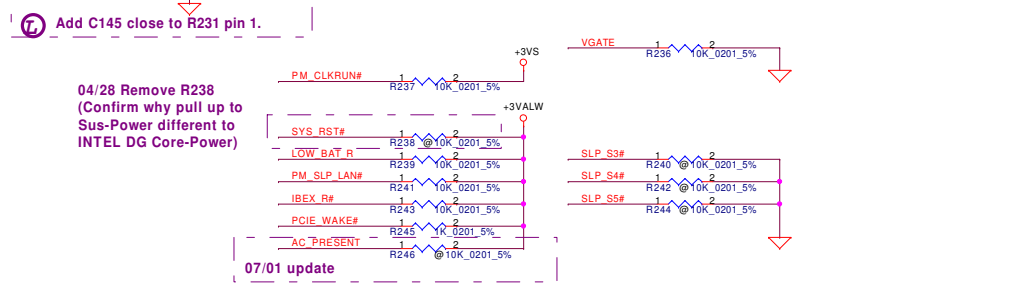 L Add C145 close to R231 pin 1.
+3VS
VGATE 1 2
R236 10K_0201_5%
PM_CLKRUN# 1 2
R237 10K_0201_5%
04/28 Remove R238
(Confirm why pull up to
Sus-Power different to
INTEL DG Core-Power)
+3VALW
SYS_RST# 1 2
R238 @10K_0201_5%
LOW_BAT_R 1 2
R239 10K_0201_5%
PM_SLP_LAN# 1 2
R241 10K_0201_5%
IBEX_R# 1 2
R243 10K_0201_5%
PCIE_WAKE# 1 2
R245 1K_0201_5%
AC_PRESENT 1 2
R246 @10K_0201_5%
07/01 update
SLP_S3# 1 2
R240 @10K_0201_5%
SLP_S4# 1 2
R242 @10K_0201_5%
SLP_S5# 1 2
R244 @10K_0201_5%